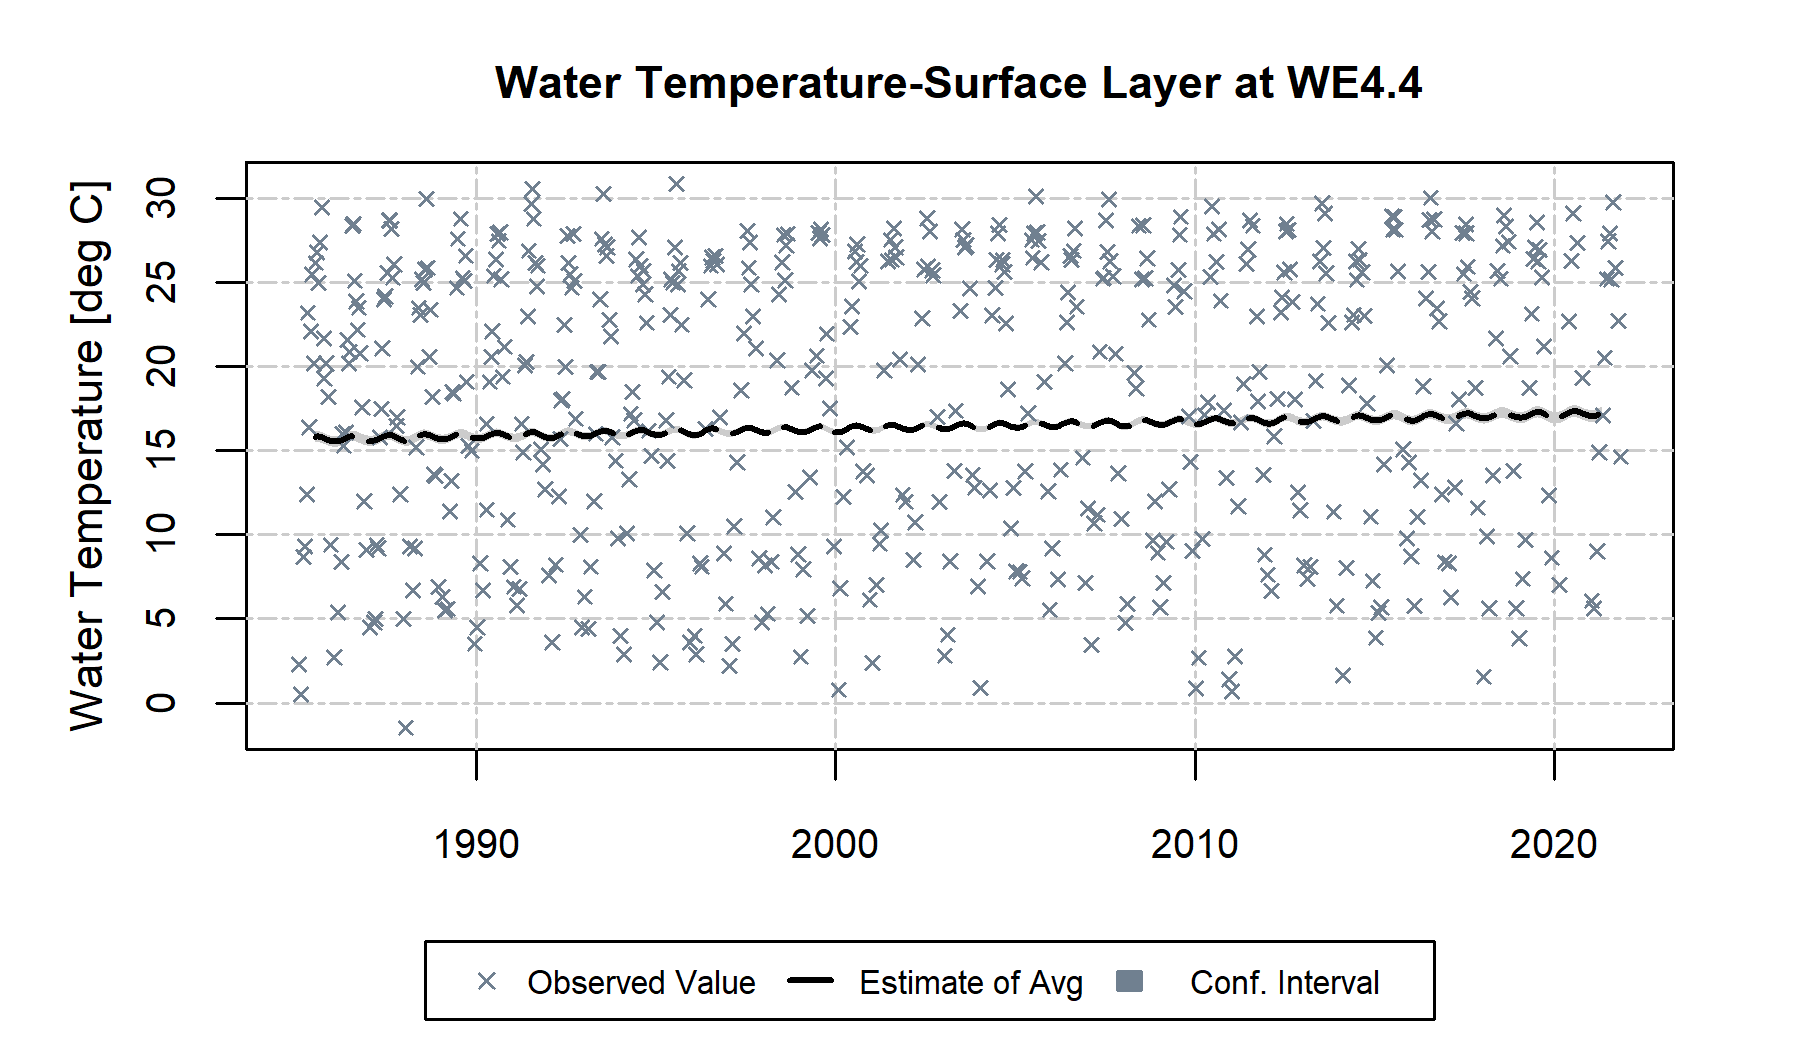 Water Temperature-Surface Layer at WE4.4
Water Temperature [deg C]
30
25
20
15
10
5
0
1990 2000 2010 2020
Observed Value Estimate of Avg Conf. Interval